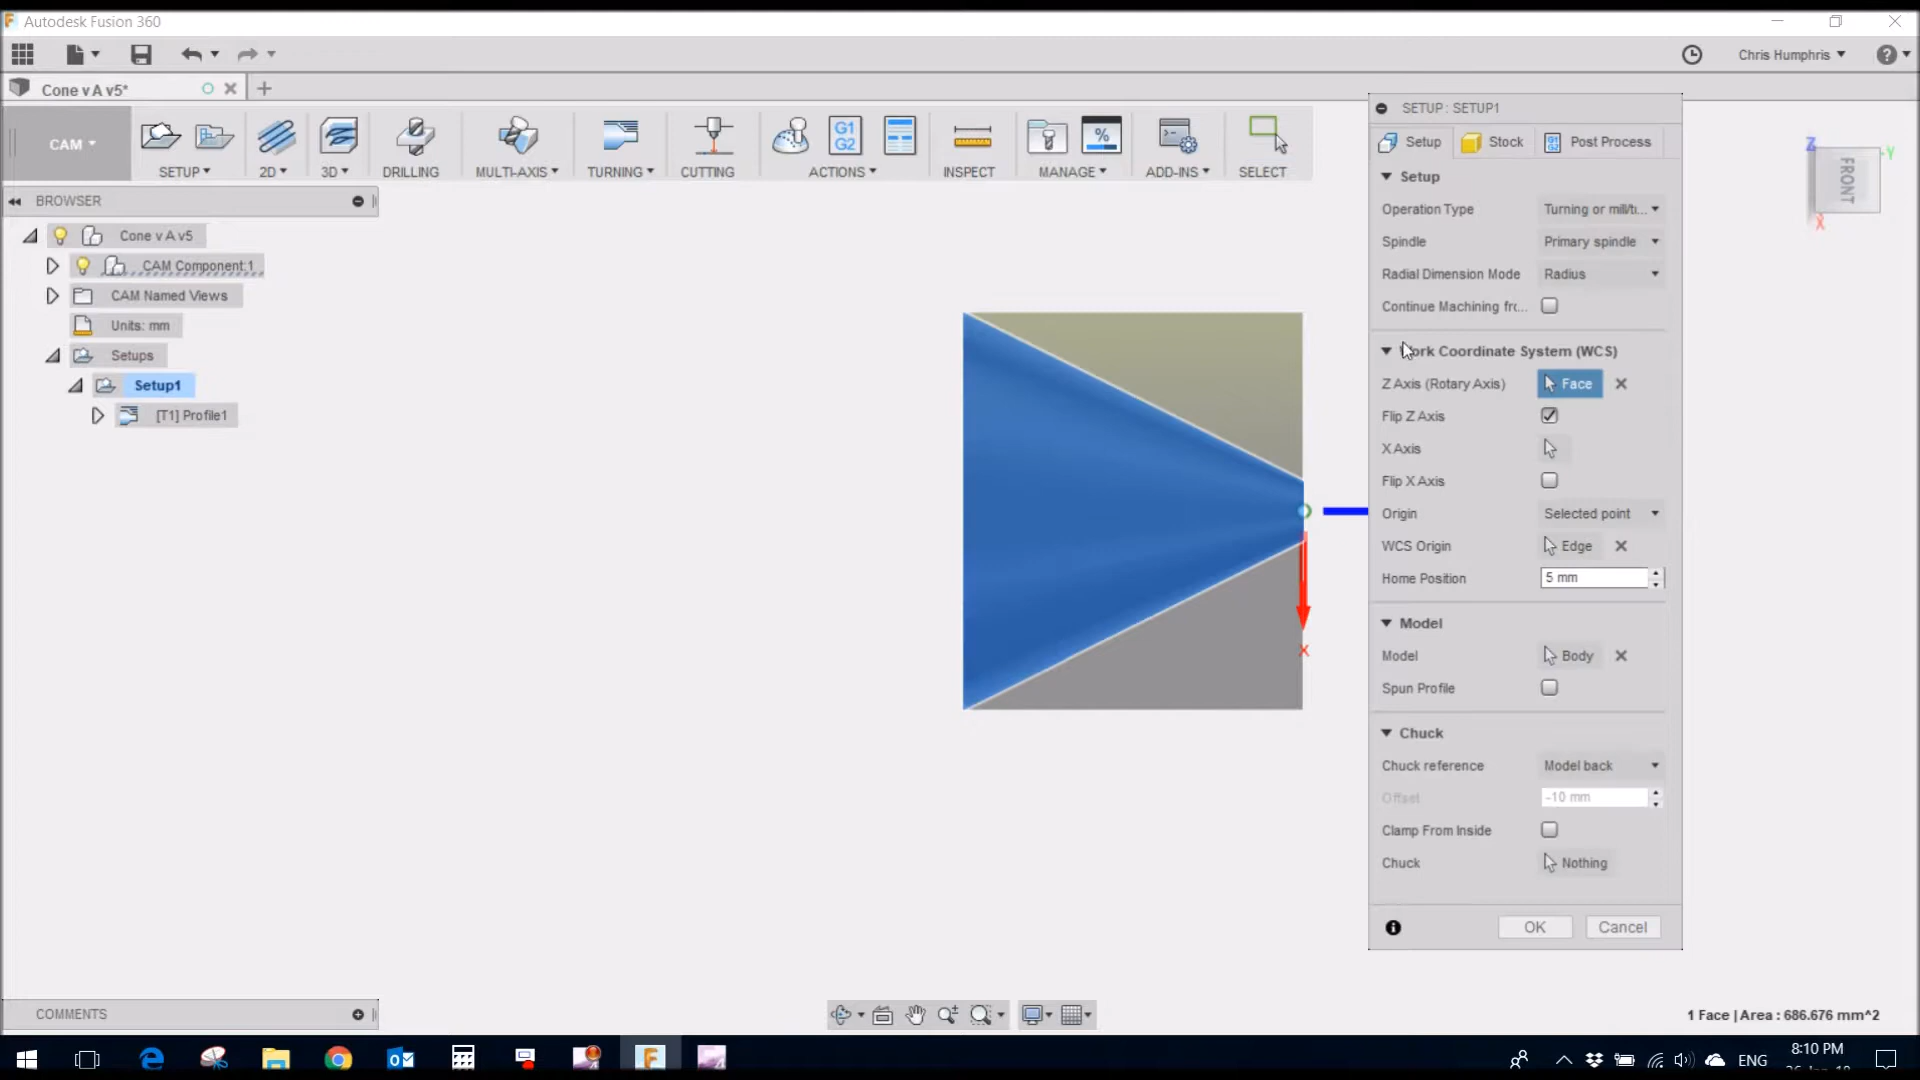 Autodesk Fusion 360
Chris Humphris
Cone v A v5*
CAM
SETUP
2D
3D
DRILLING
MULTI-AXIS
TURNING
CUTTING
G1
G2
ACTIONS
INSPECT
%
MANAGE
ADD-INS
SELECT
BROWSER
Cone v A v5
CAM Component:1
CAM Named Views
Units: mm
Setups
Setup1
[T1] Profile1
SETUP : SETUP1
Setup Stock Post Process
Setup
Operation Type Turning or mill/t...
Spindle Primary spindle
Radial Dimension Mode Radius
Continue Machining fr...
Work Coordinate System (WCS)
Z Axis (Rotary Axis) Face
Flip Z Axis
X Axis
Flip X Axis
Origin Selected point
WCS Origin Edge
Home Position 5 mm
Model
Model Body
Spun Profile
Chuck
Chuck reference Model back
Offset -10 mm
Clamp From Inside
Chuck Nothing
OK Cancel
Z
Y
FRONT
X
X
COMMENTS
1 Face | Area : 686.676 mm^2
ENG
8:10 PM